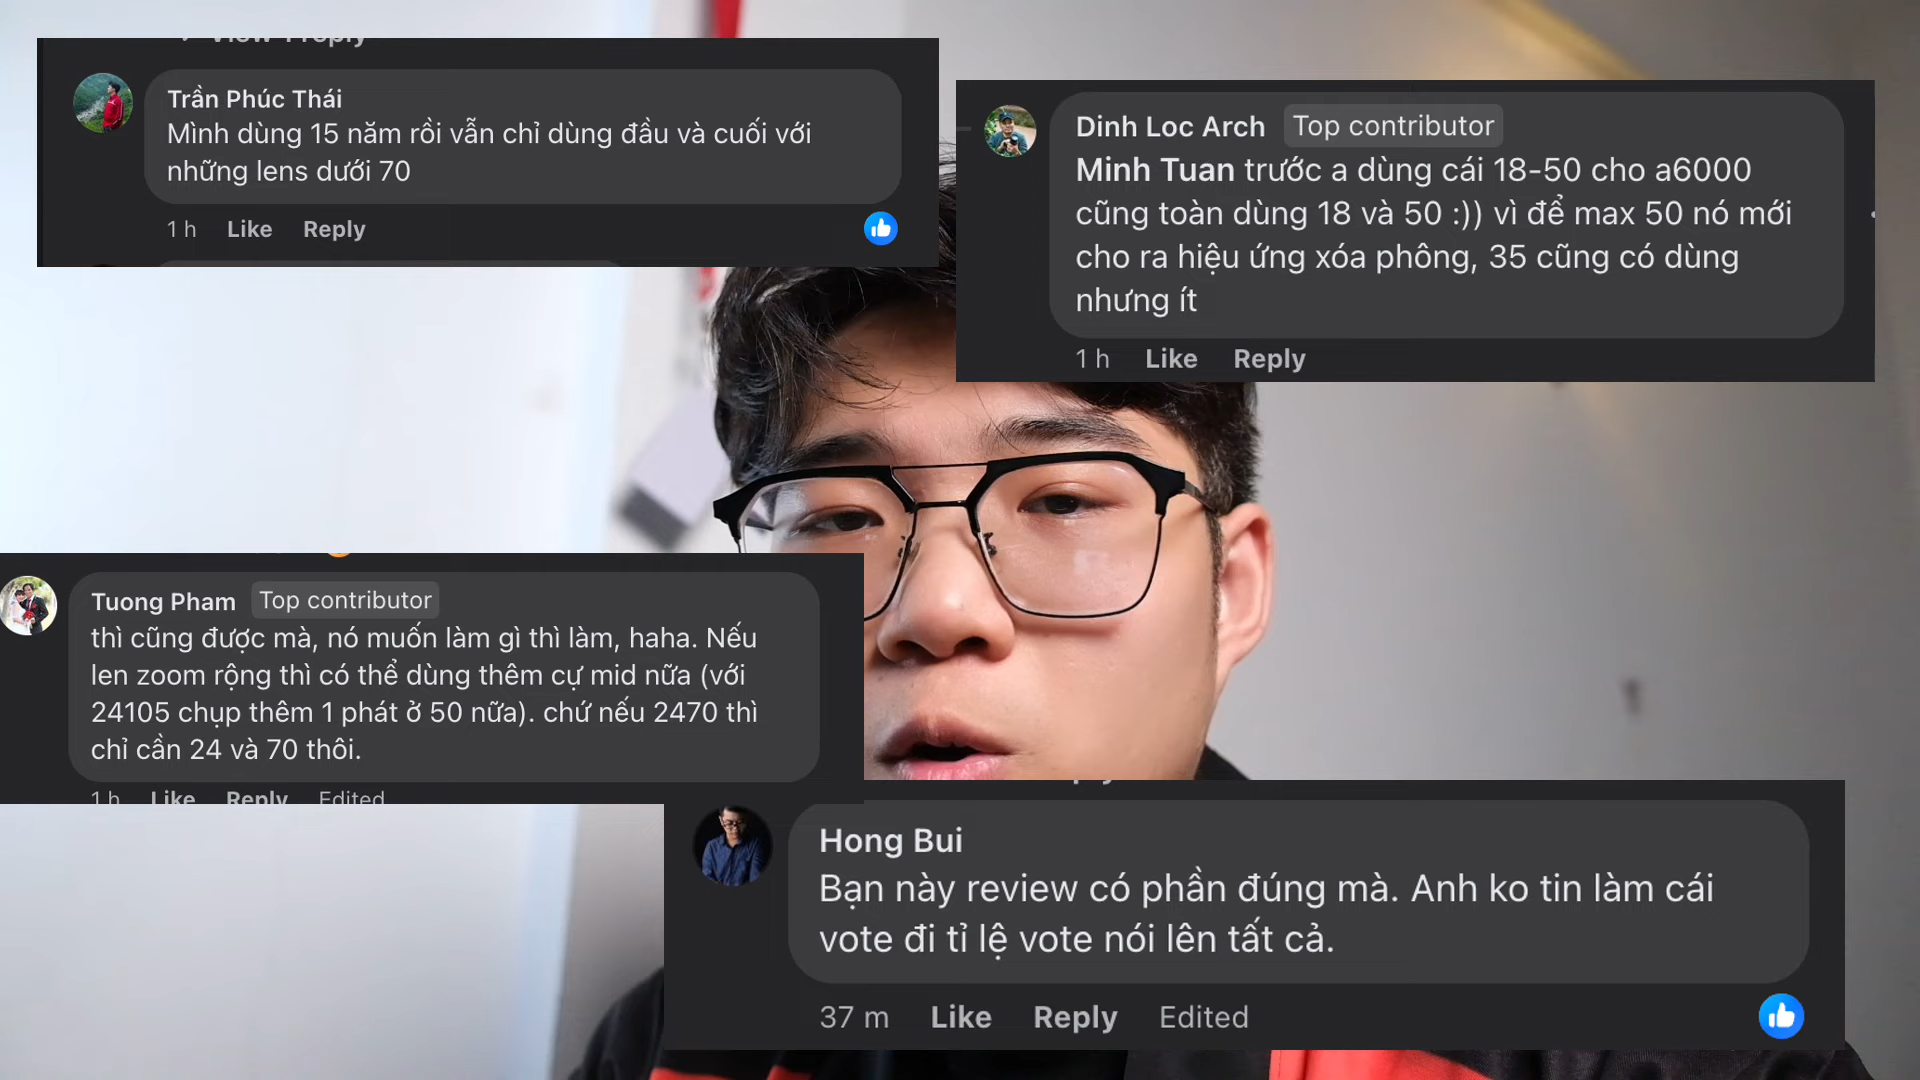 View 1 reply
Trần Phúc Thái
Mình dùng 15 năm rồi vẫn chỉ dùng đầu và cuối với
những lens dưới 70
1 h Like Reply
Dinh Loc Arch Top contributor
Minh Tuan trước a dùng cái 18-50 cho a6000
cũng toàn dùng 18 và 50 :)) vì để max 50 nó mới
cho ra hiệu ứng xóa phông, 35 cũng có dùng
nhưng ít
1 h Like Reply
Tuong Pham Top contributor
thì cũng được mà, nó muốn làm gì thì làm, haha. Nếu
len zoom rộng thì có thể dùng thêm cự mid nữa (với
24105 chụp thêm 1 phát ở 50 nữa). chứ nếu 2470 thì
chỉ cần 24 và 70 thôi.
1 h Like Reply Edited
Hong Bui
Bạn này review có phần đúng mà. Anh ko tin làm cái
vote đi tỉ lệ vote nói lên tất cả.
37 m Like Reply Edited